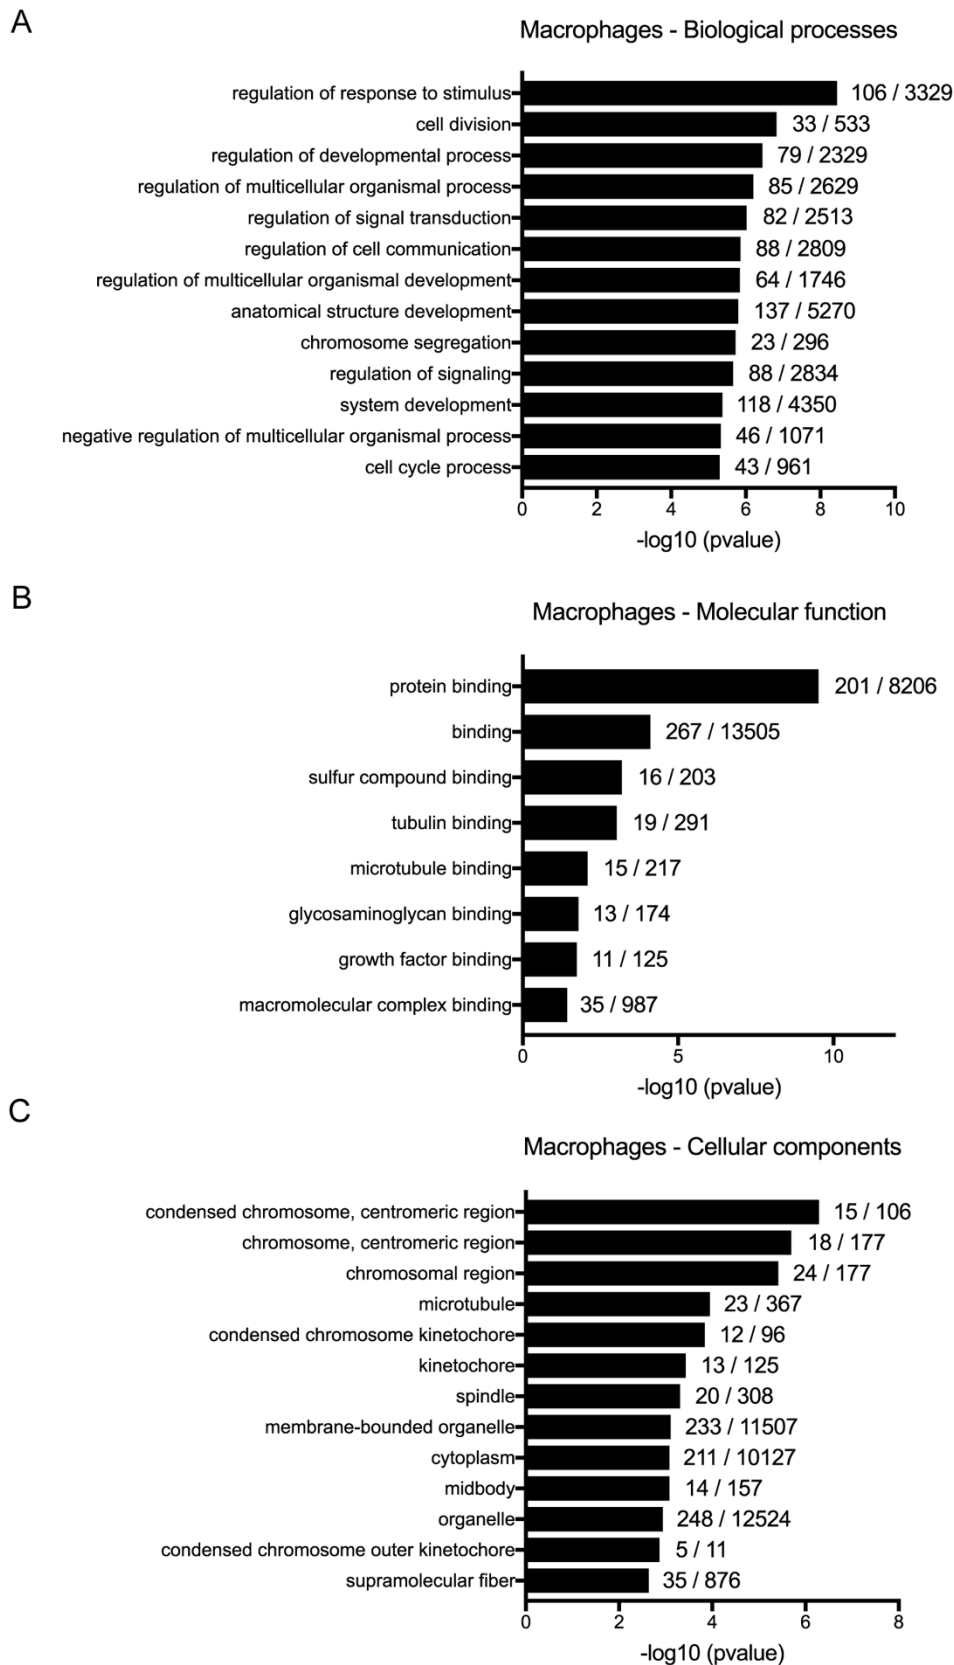 A
Macrophages - Biological processes
regulation of response to stimulus 106 / 3329
cell division 33 / 533
regulation of developmental process 79 / 2329
regulation of multicellular organismal process 85 / 2629
regulation of signal transduction 82 / 2513
regulation of cell communication 88 / 2809
regulation of multicellular organismal development 64 / 1746
anatomical structure development 137 / 5270
chromosome segregation 23 / 296
regulation of signaling 88 / 2834
system development 118 / 4350
negative regulation of multicellular organismal process 46 / 1071
cell cycle process 43 / 961
0 2 4 6 8 10
-log10 (pvalue)
B
Macrophages - Molecular function
protein binding 201 / 8206
binding 267 / 13505
sulfur compound binding 16 / 203
tubulin binding 19 / 291
microtubule binding 15 / 217
glycosaminoglycan binding 13 / 174
growth factor binding 11 / 125
macromolecular complex binding 35 / 987
0 5 10
-log10 (pvalue)
C
Macrophages - Cellular components
condensed chromosome, centromeric region 15 / 106
chromosome, centromeric region 18 / 177
chromosomal region 24 / 177
microtubule 23 / 367
condensed chromosome kinetochore 12 / 96
kinetochore 13 / 125
spindle 20 / 308
membrane-bounded organelle 233 / 11507
cytoplasm 211 / 10127
midbody 14 / 157
organelle 248 / 12524
condensed chromosome outer kinetochore 5 / 11
supramolecular fiber 35 / 876
0 2 4 6 8
-log10 (pvalue)